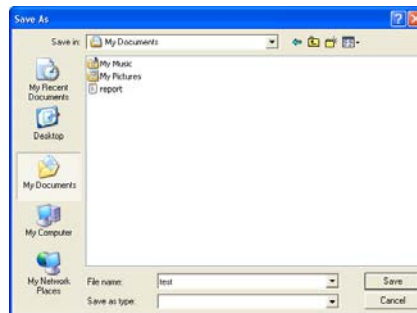 Save As
Save in: My Documents
My Music
My Pictures
report
My Recent
Documents
Desktop
My Documents
My Computer
My Network
Places
File name: test
Save as type:
Save
Cancel